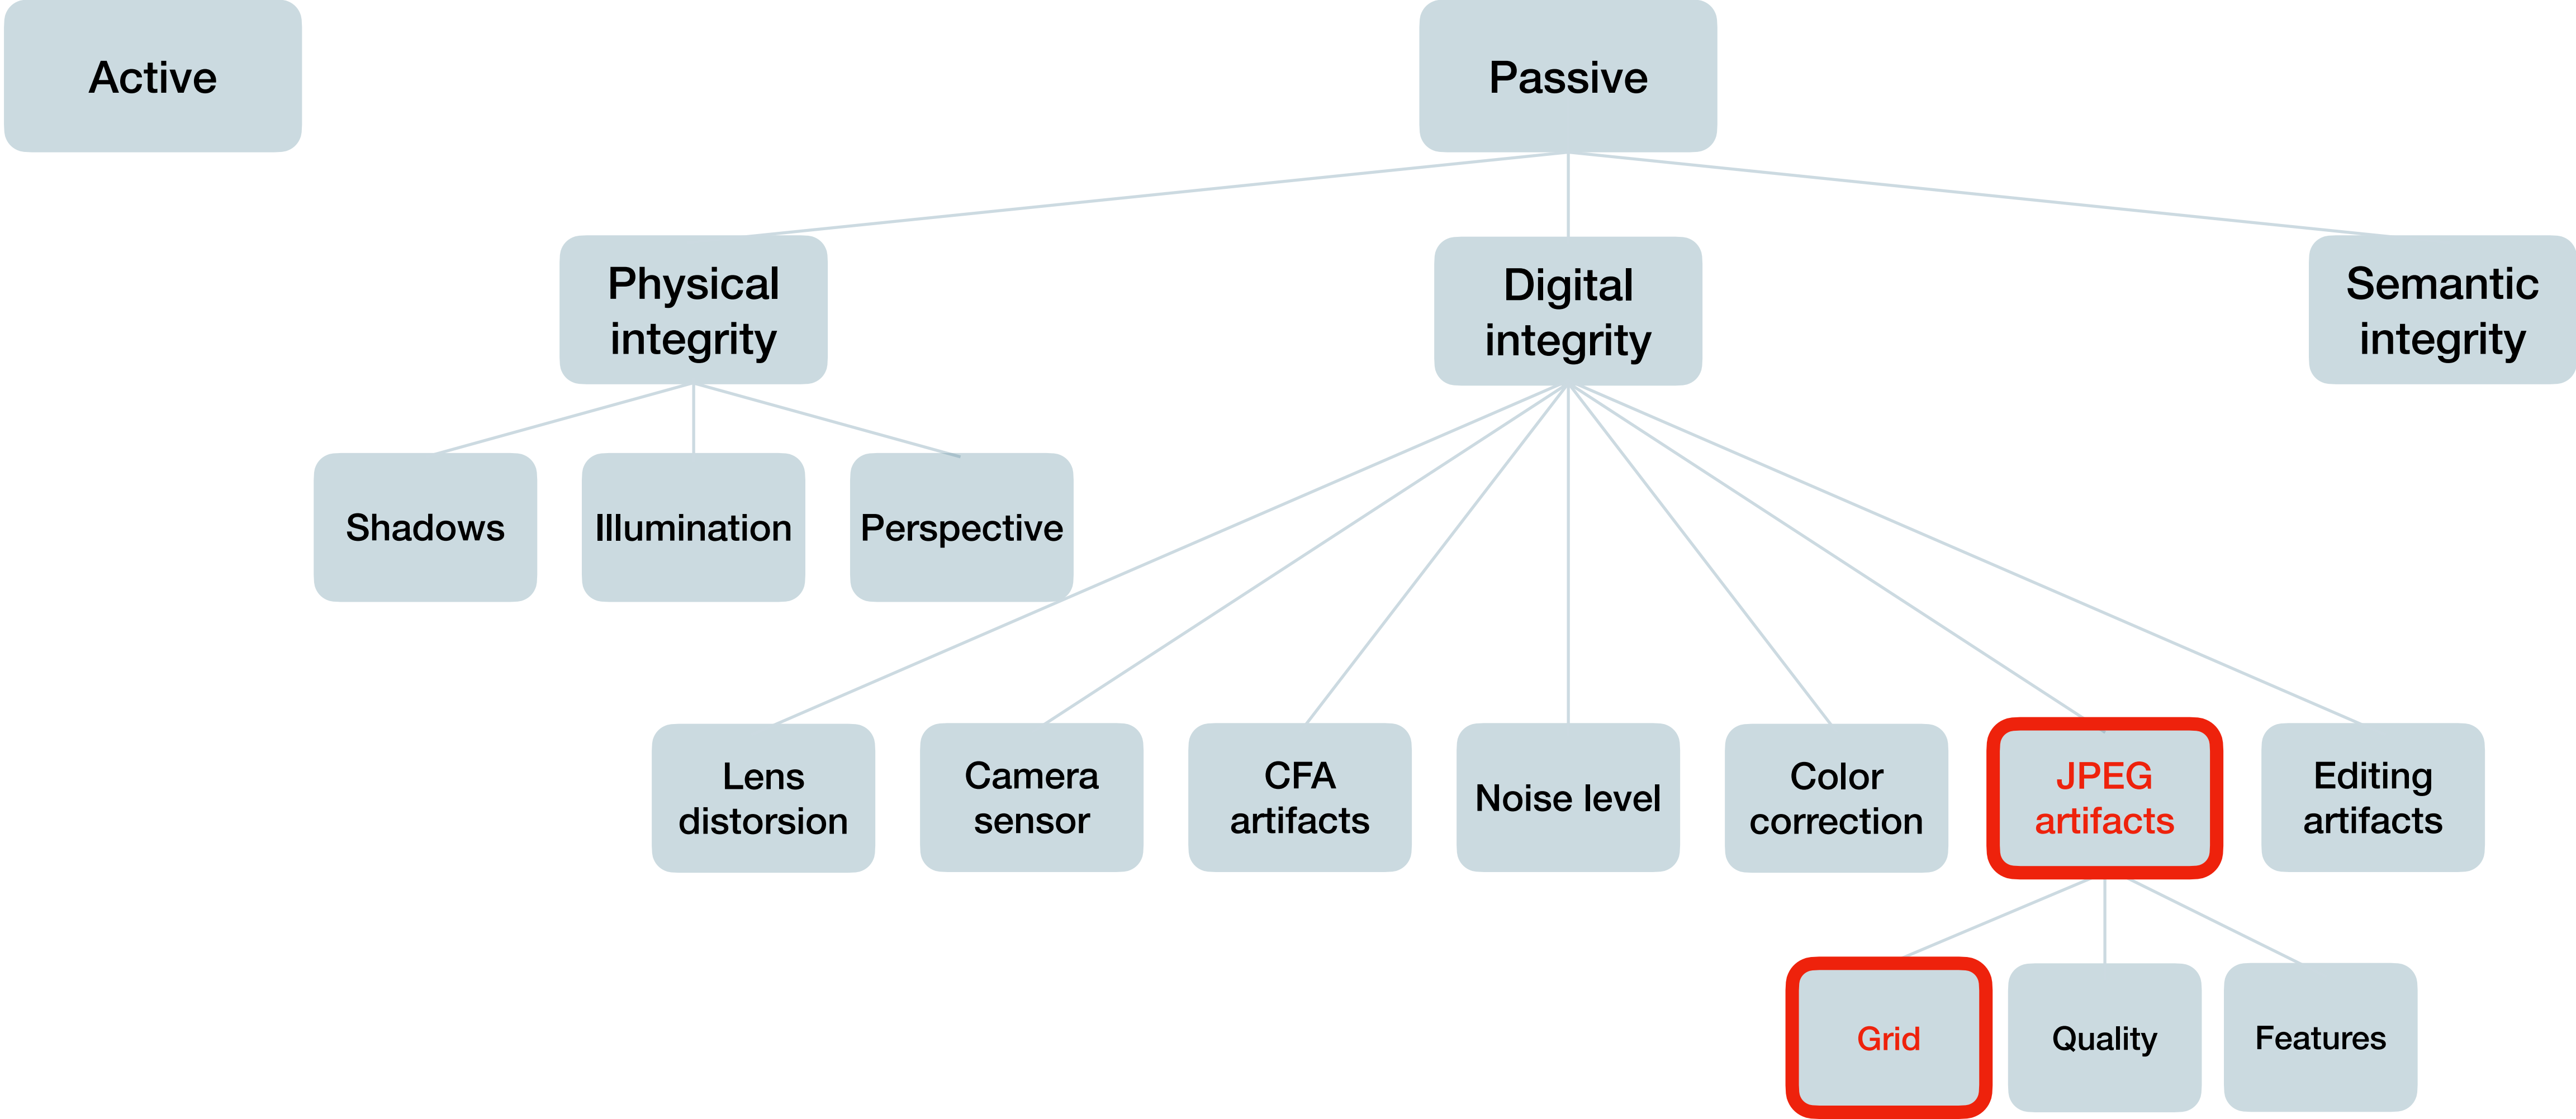 Active
Passive
Physical
integrity
Digital
integrity
Semantic
integrity
Shadows
Illumination
Perspective
Lens
distorsion
Camera
sensor
CFA
artifacts
Noise level
Color
correction
JPEG
artifacts
Editing
artifacts
Grid
Quality
Features